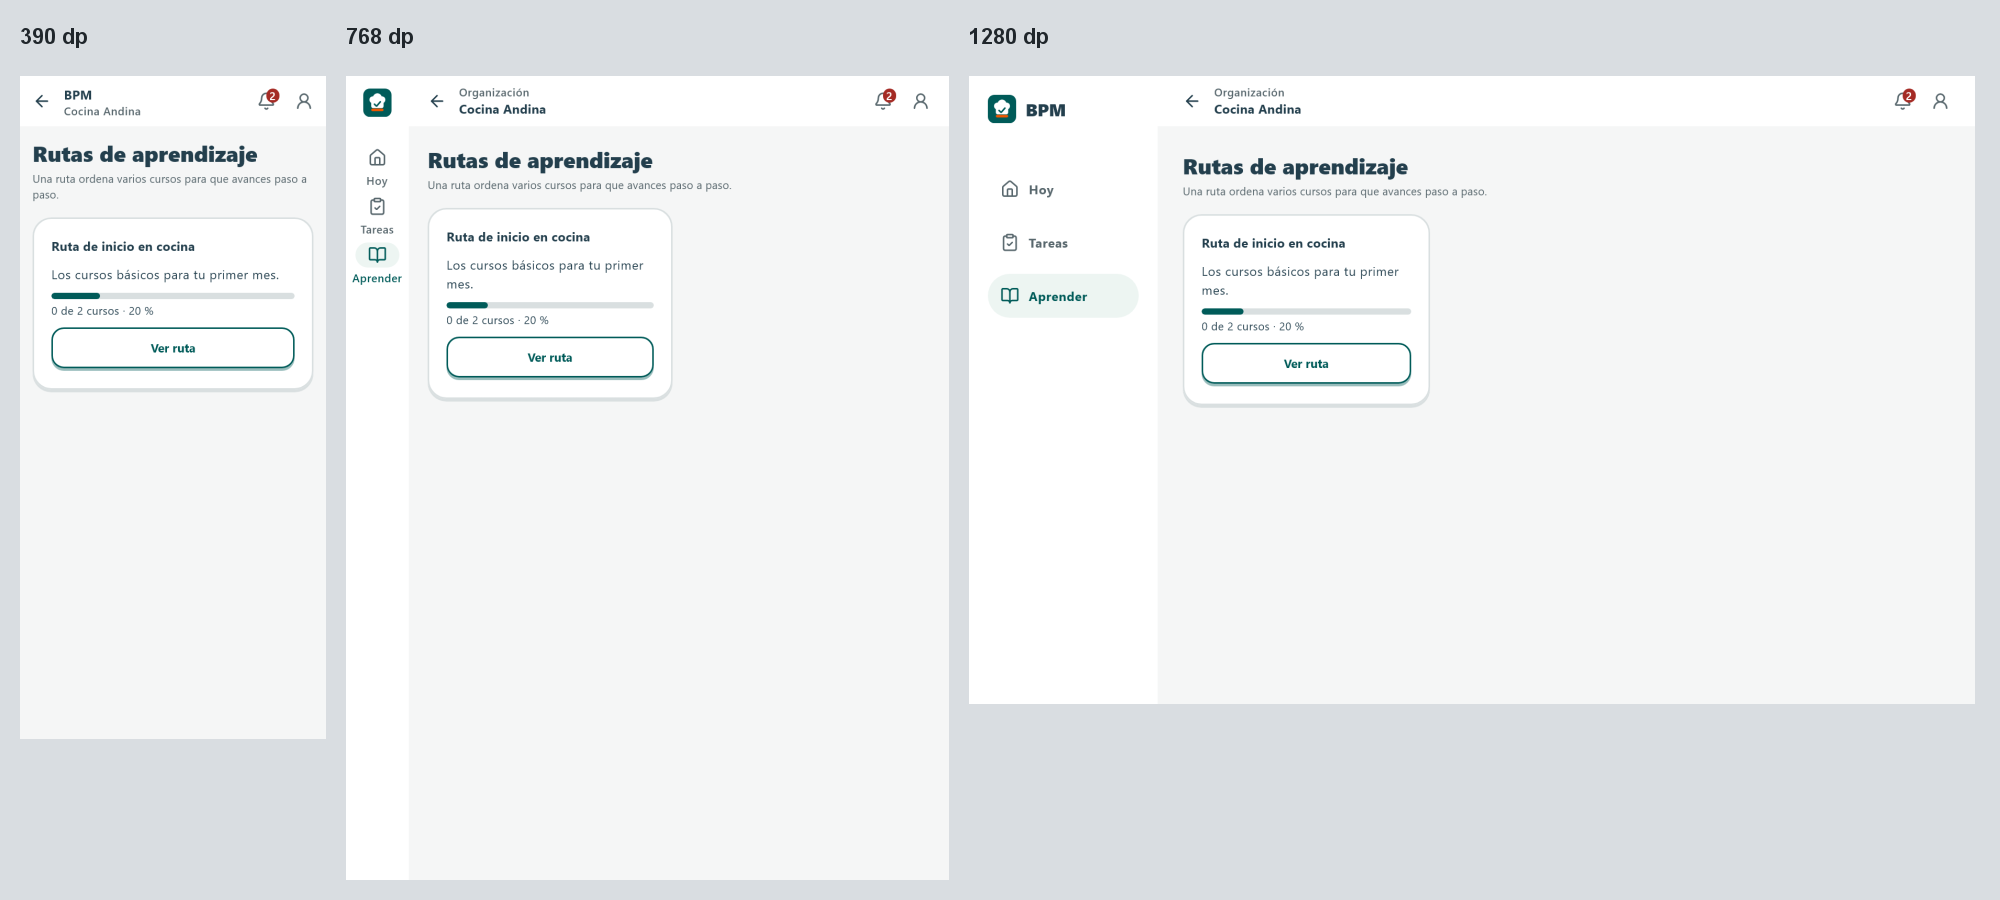 390 dp
BPM
Cocina Andina
2
Rutas de aprendizaje
Una ruta ordena varios cursos para que avances paso a
paso.
Ruta de inicio en cocina
Los cursos básicos para tu primer mes.
0 de 2 cursos · 20 %
Ver ruta
768 dp
Hoy
Tareas
Aprender
Organización
Cocina Andina
2
Rutas de aprendizaje
Una ruta ordena varios cursos para que avances paso a paso.
Ruta de inicio en cocina
Los cursos básicos para tu primer
mes.
0 de 2 cursos · 20 %
Ver ruta
1280 dp
BPM
Hoy
Tareas
Aprender
Organización
Cocina Andina
2
Rutas de aprendizaje
Una ruta ordena varios cursos para que avances paso a paso.
Ruta de inicio en cocina
Los cursos básicos para tu primer
mes.
0 de 2 cursos · 20 %
Ver ruta